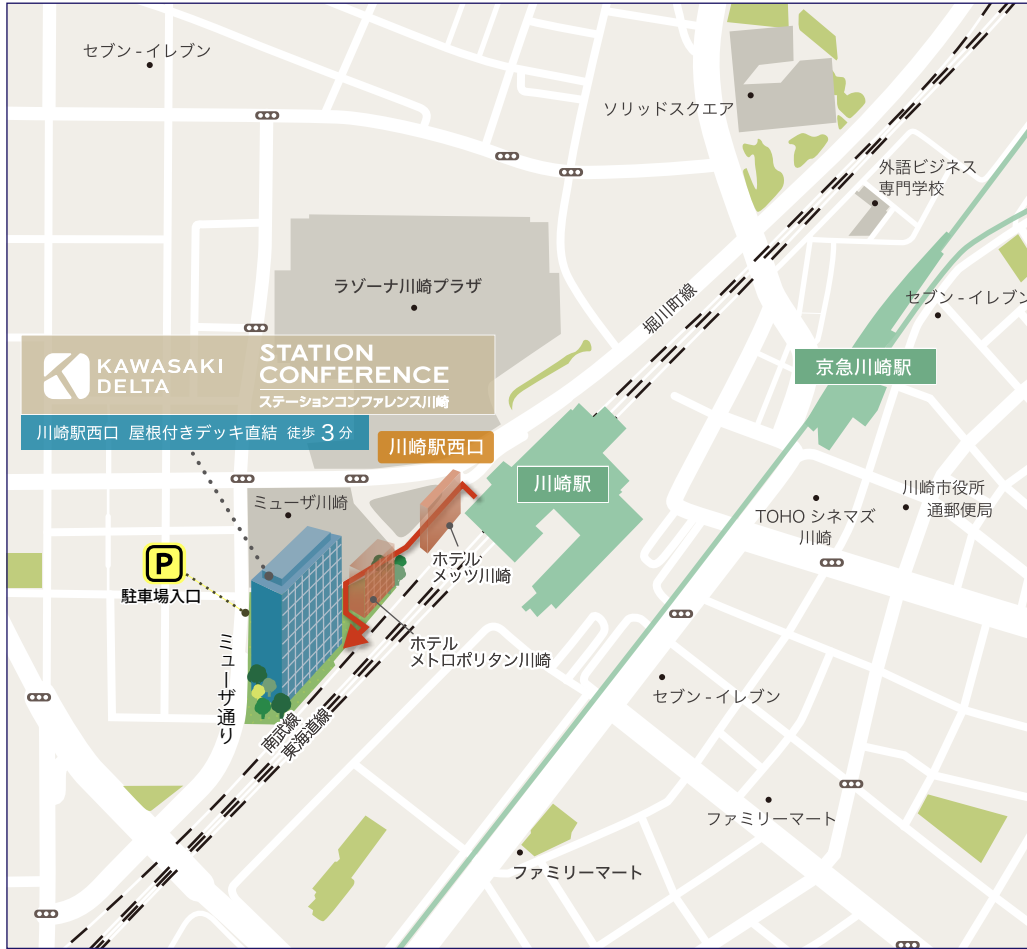 セブン - イレブン
ソリッドスクエア
外語ビジネス
専門学校
ラゾーナ川崎プラザ
堀川町線
セブン - イレブン
KAWASAKI
DELTA
STATION
CONFERENCE
ステーションコンファレンス川崎
京急川崎駅
川崎駅西口 屋根付きデッキ直結 徒歩 3 分
川崎駅西口
川崎駅
ミューザ川崎
TOHO シネマズ
川崎
川崎市役所
通郵便局
ホテル
メッツ川崎
P
駐車場入口
ホテル
メトロポリタン川崎
ミューザ通り
南武線
東海道線
セブン - イレブン
ファミリーマート
ファミリーマート